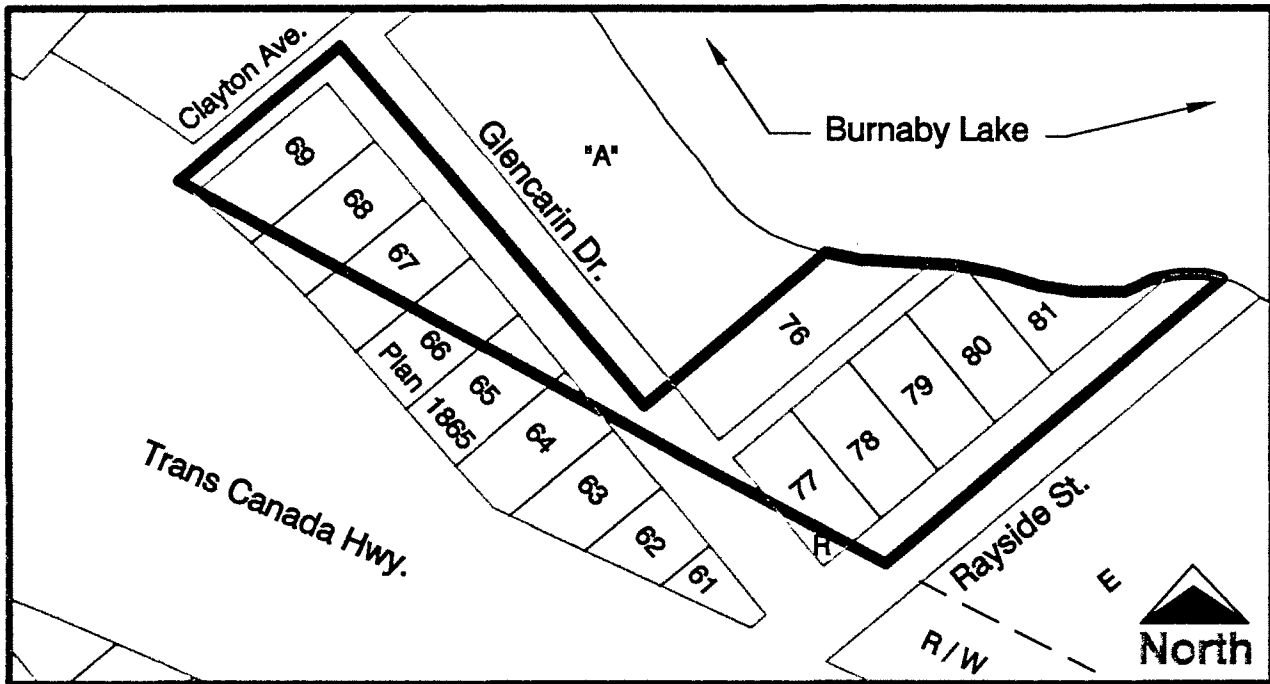 Clayton Ave.
Burnaby Lake
Glencarin Dr.
"A"
69
68
67
66
65
64
63
62
61
Plan 1865
76
77
78
79
80
81
R
Trans Canada Hwy.
Rayside St.
E
R / W
North